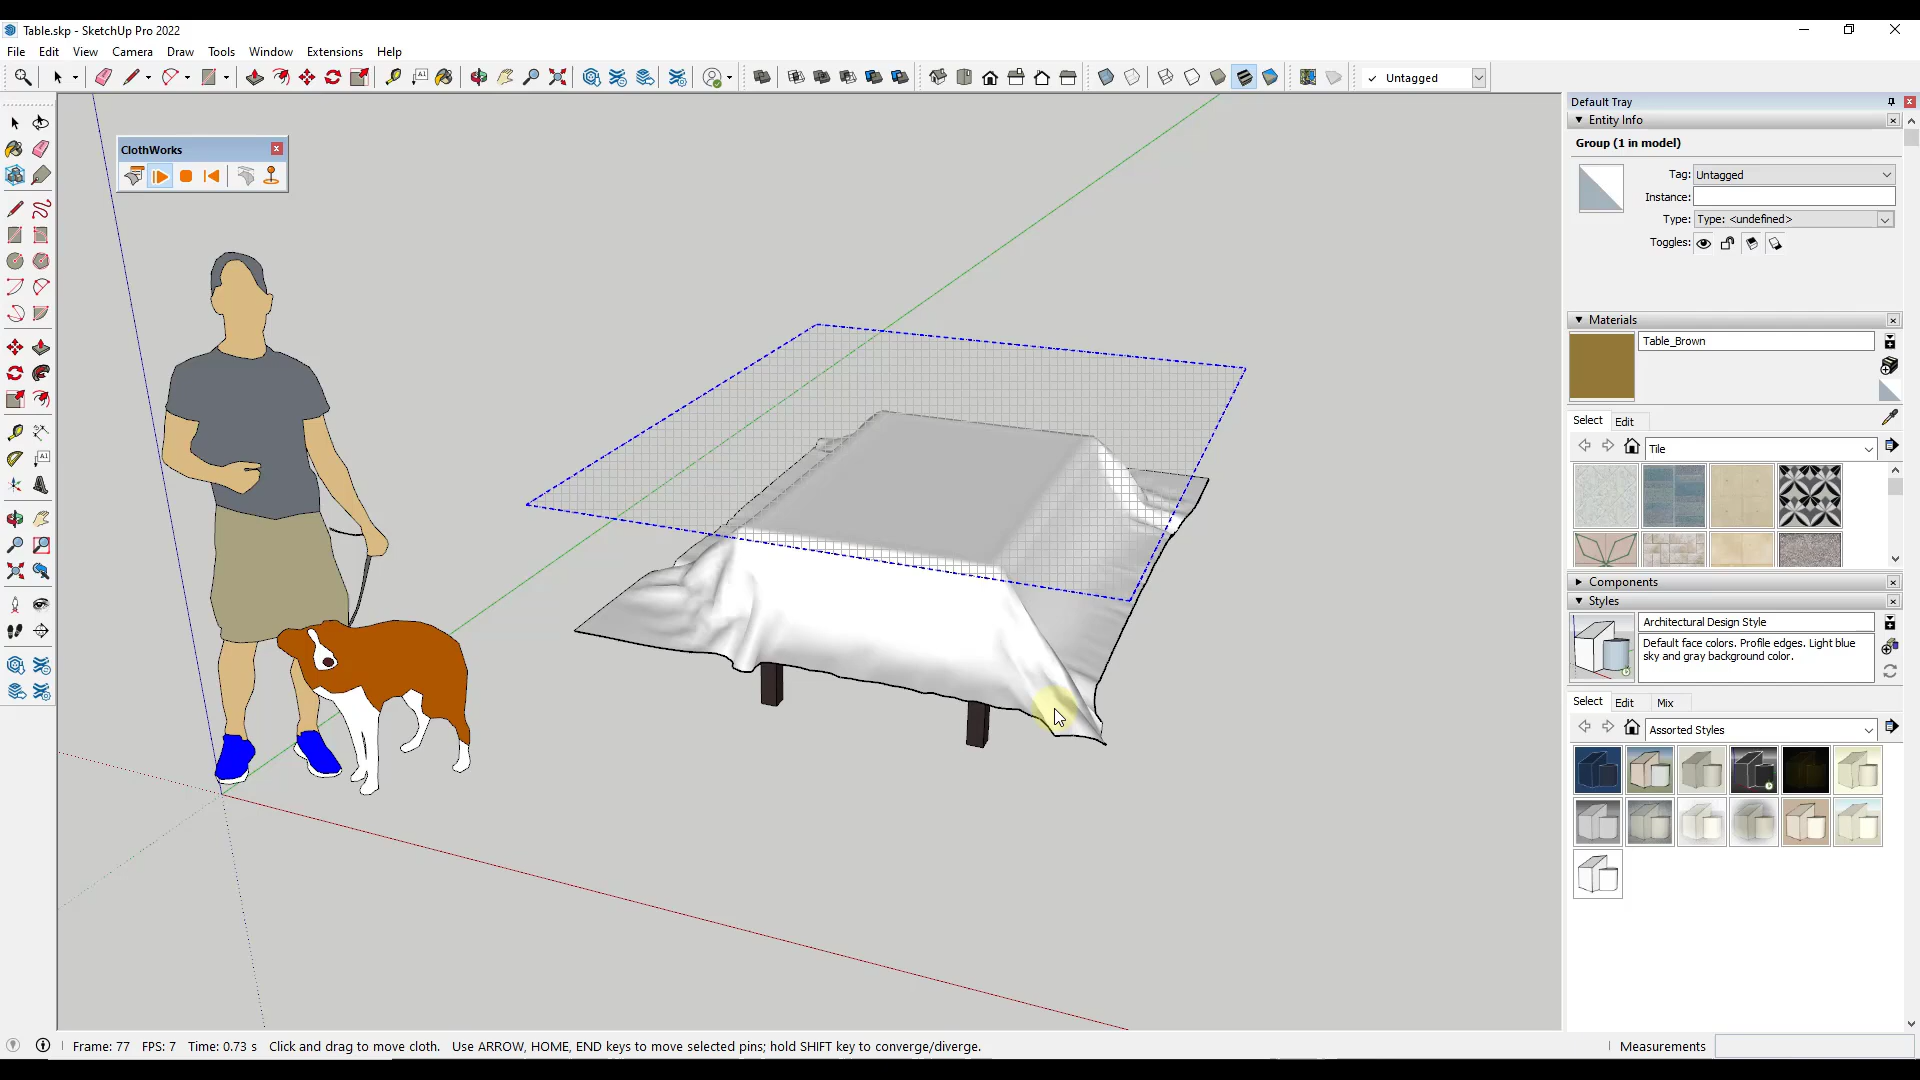 Table.skp - SketchUp Pro 2022
File Edit View Camera Draw Tools Window Extensions Help
Untagged
ClothWorks
Default Tray
Entity Info
Group (1 in model)
Tag: Untagged
Instance:
Type: Type: <undefined>
Toggles:
Materials
Table_Brown
Select Edit
Tile
Components
Styles
Architectural Design Style
Default face colors. Profile edges. Light blue
sky and gray background color.
Select Edit Mix
Assorted Styles
Frame: 77 FPS: 7 Time: 0.73 s Click and drag to move cloth. Use ARROW, HOME, END keys to move selected pins; hold SHIFT key to converge/diverge.
Measurements